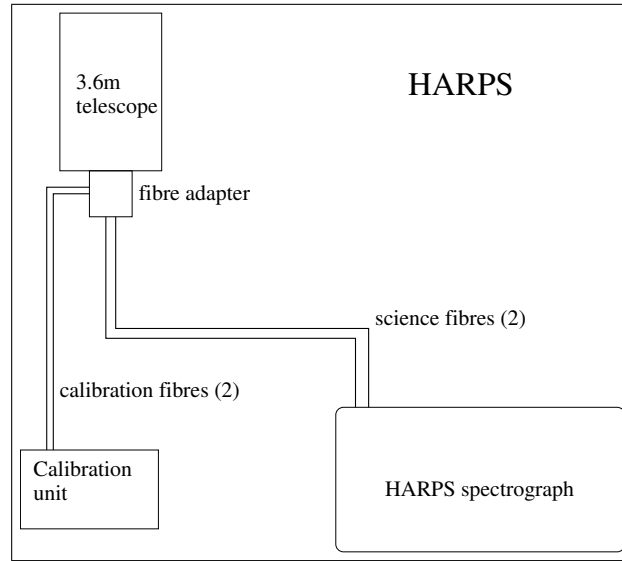 3.6m
telescope
HARPS
fibre adapter
science fibres (2)
calibration fibres (2)
Calibration
unit
HARPS spectrograph